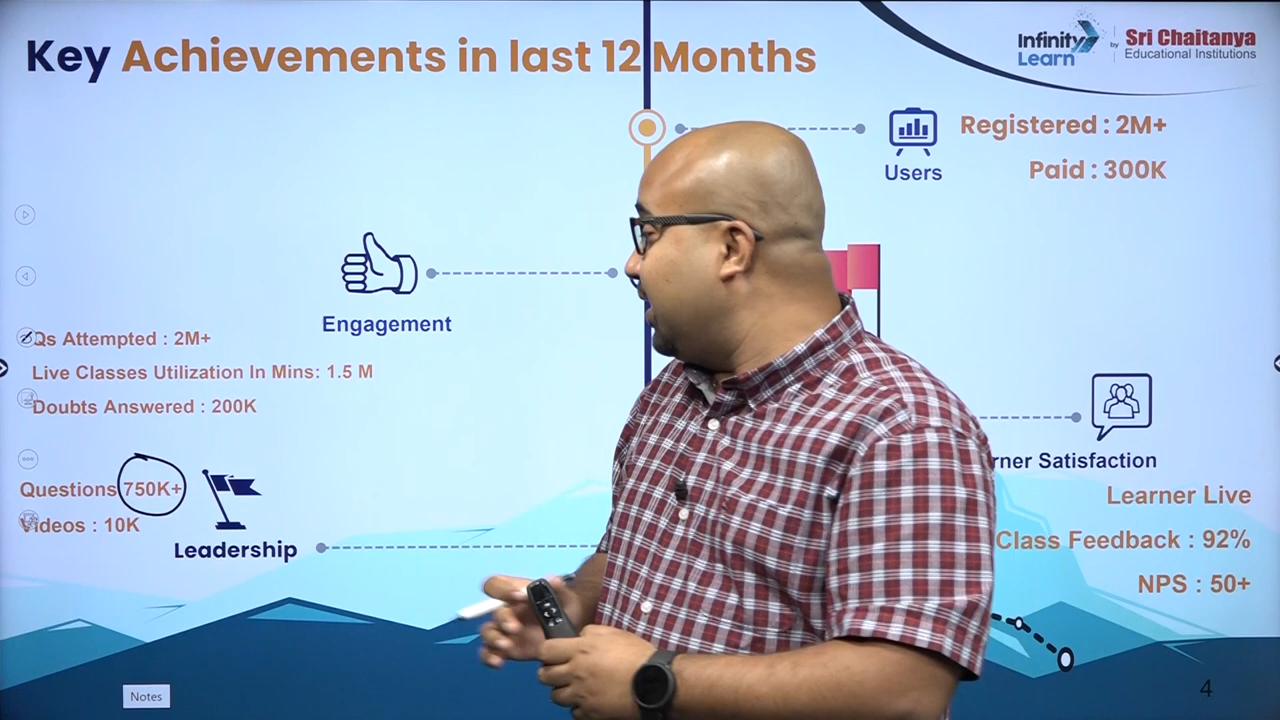 Key Achievements in last 12 Months
Infinity
Learn
by
Sri Chaitanya
Educational Institutions
Registered : 2M+
Paid : 300K
Users
Engagement
Qs Attempted : 2M+
Live Classes Utilization In Mins: 1.5 M
Doubts Answered : 200K
Questions 750K+
Videos : 10K
Leadership
Satisfaction
Learner Live
Class Feedback : 92%
NPS : 50+
Notes
4